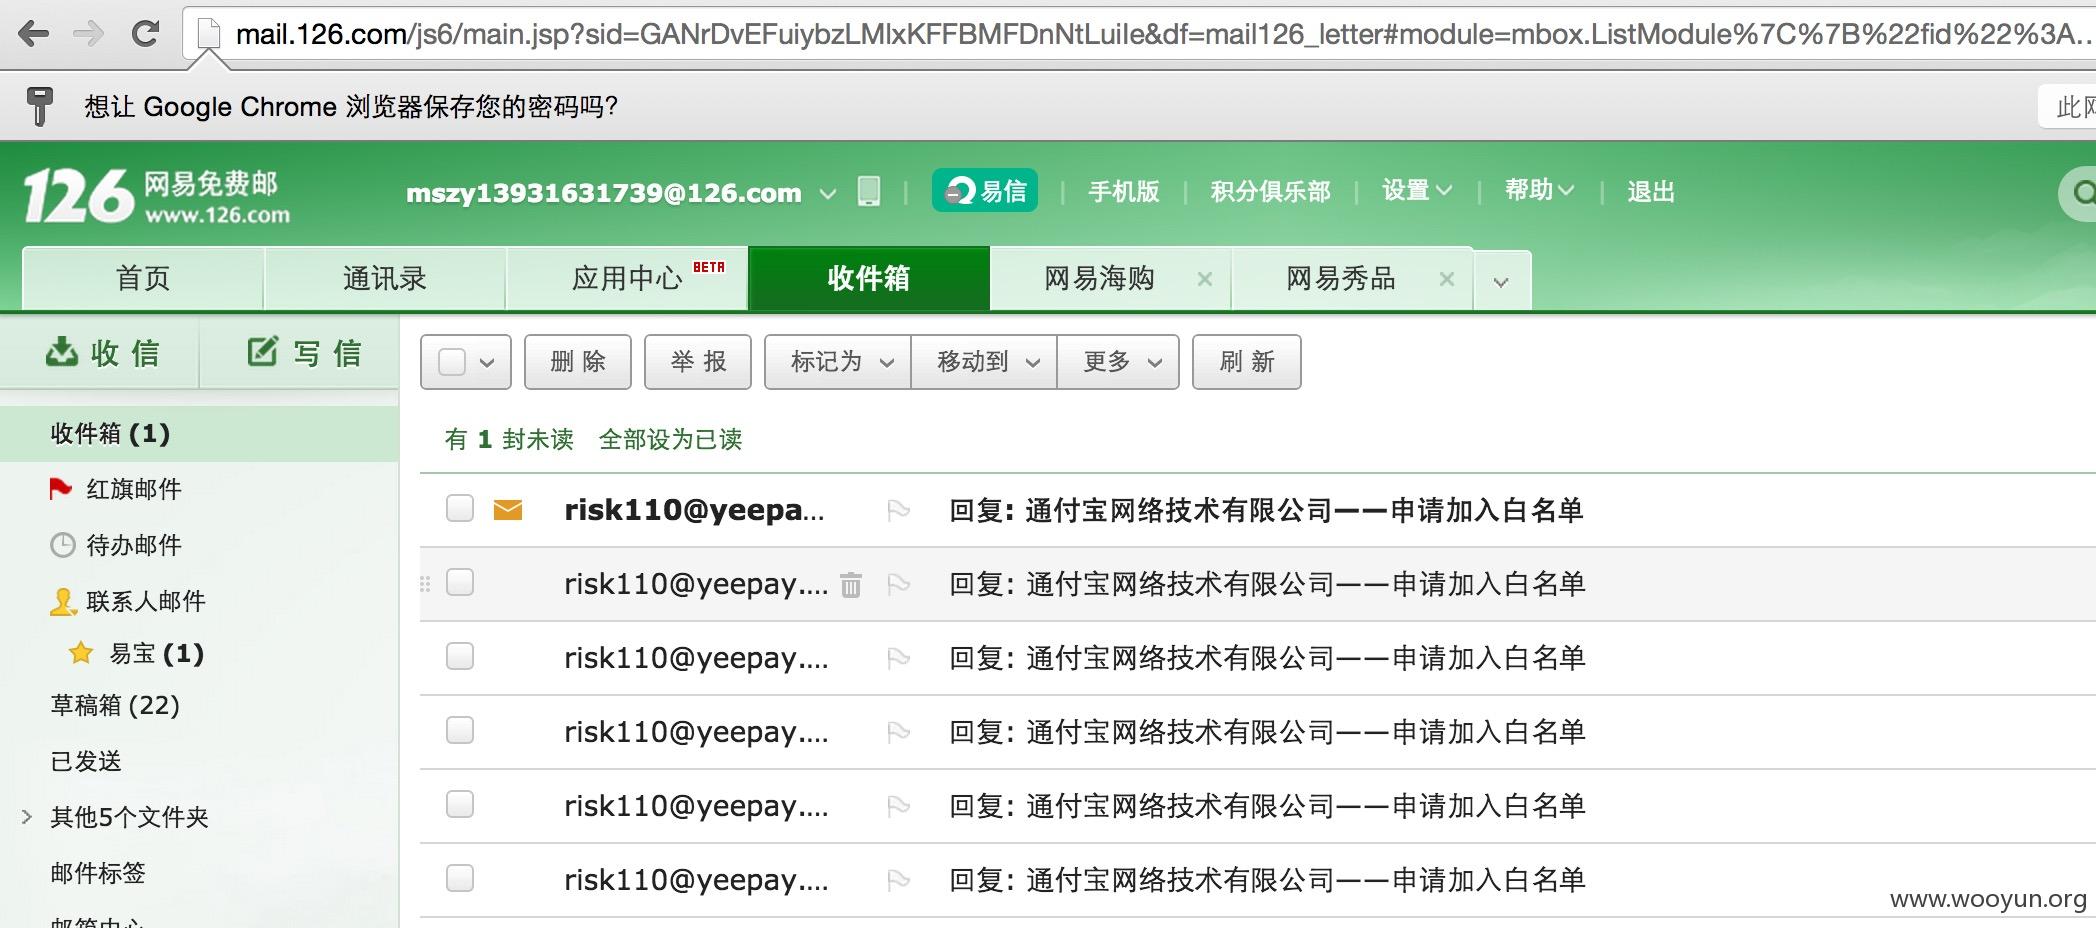 mail.126.com/js6/main.jsp?sid=GANrDvEFuiybzLMlxKFFBMFDnNtLuiIe&df=mail126_letter#module=mbox.ListModule%7C%7B%22fid%22%3A...
想让 Google Chrome 浏览器保存您的密码吗? 此网
126 网易免费邮
www.126.com
mszy13931631739@126.com 易信 手机版 积分俱乐部 设置 帮助 退出
首页 通讯录 应用中心 BETA 收件箱 网易海购 网易秀品
收信 写信 删除 举报 标记为 移动到 更多 刷新
收件箱 (1)
有 1 封未读 全部设为已读
红旗邮件
待办邮件
联系人邮件
易宝 (1)
草稿箱 (22)
已发送
其他5个文件夹
邮件标签
邮箱中心
risk110@yeepa... 回复: 通付宝网络技术有限公司——申请加入白名单
risk110@yeepay.... 回复: 通付宝网络技术有限公司——申请加入白名单
risk110@yeepay.... 回复: 通付宝网络技术有限公司——申请加入白名单
risk110@yeepay.... 回复: 通付宝网络技术有限公司——申请加入白名单
risk110@yeepay.... 回复: 通付宝网络技术有限公司——申请加入白名单
risk110@yeepay.... 回复: 通付宝网络技术有限公司——申请加入白名单
www.wooyun.org